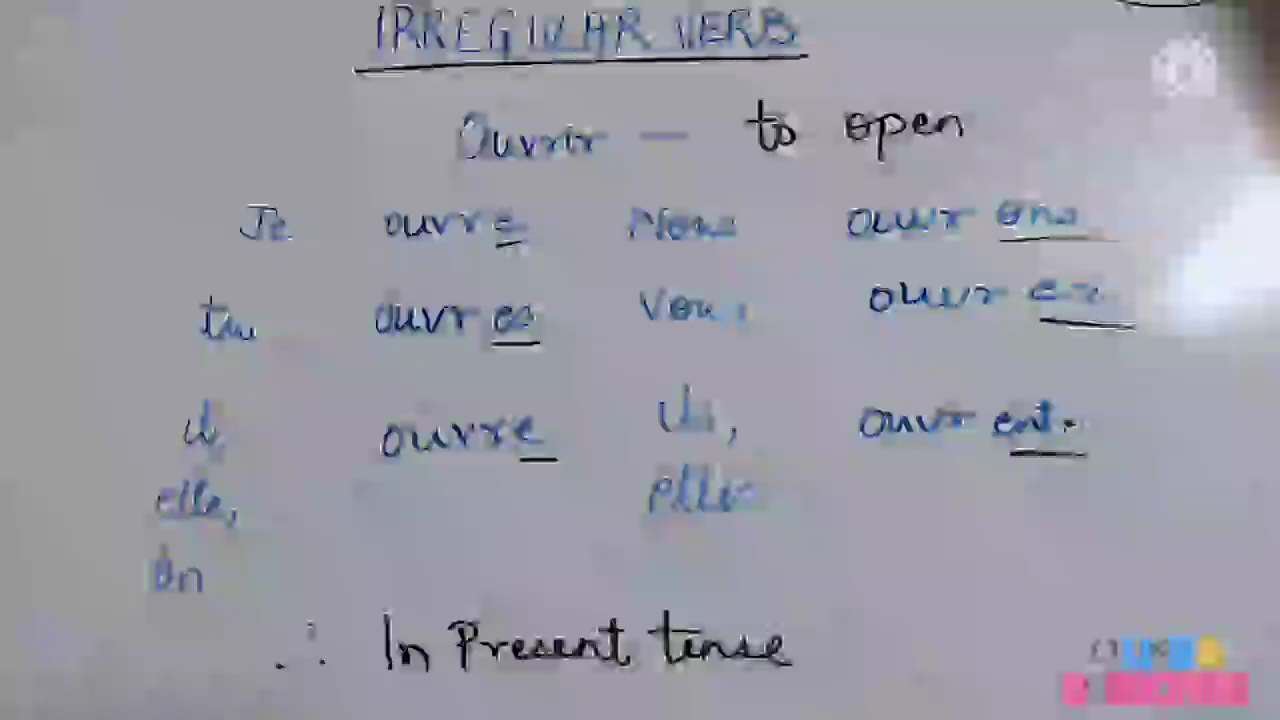 IRREGULAR VERB
Ouvrir — to open
Je ouvre Nous ouvrons
tu ouvres Vous ouvrez
il, ouvre ils, ouvrent.
elle, elles
On
∴ In Present tense